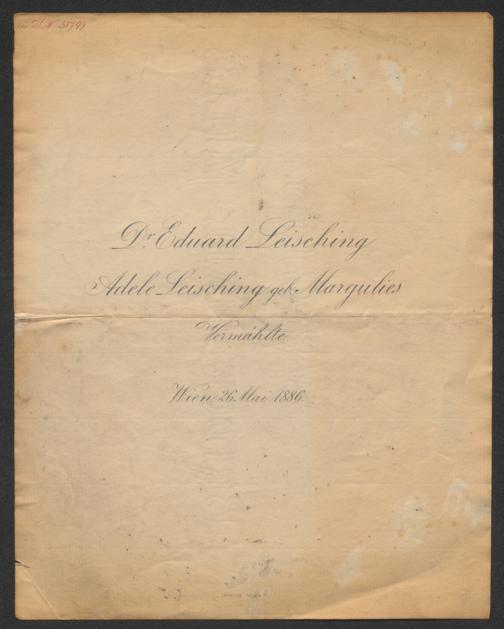 Dr. Eduard Leisching
Adele Leisching geb. Margulies
Vermählte.
Wien, 26. Mai 1886.